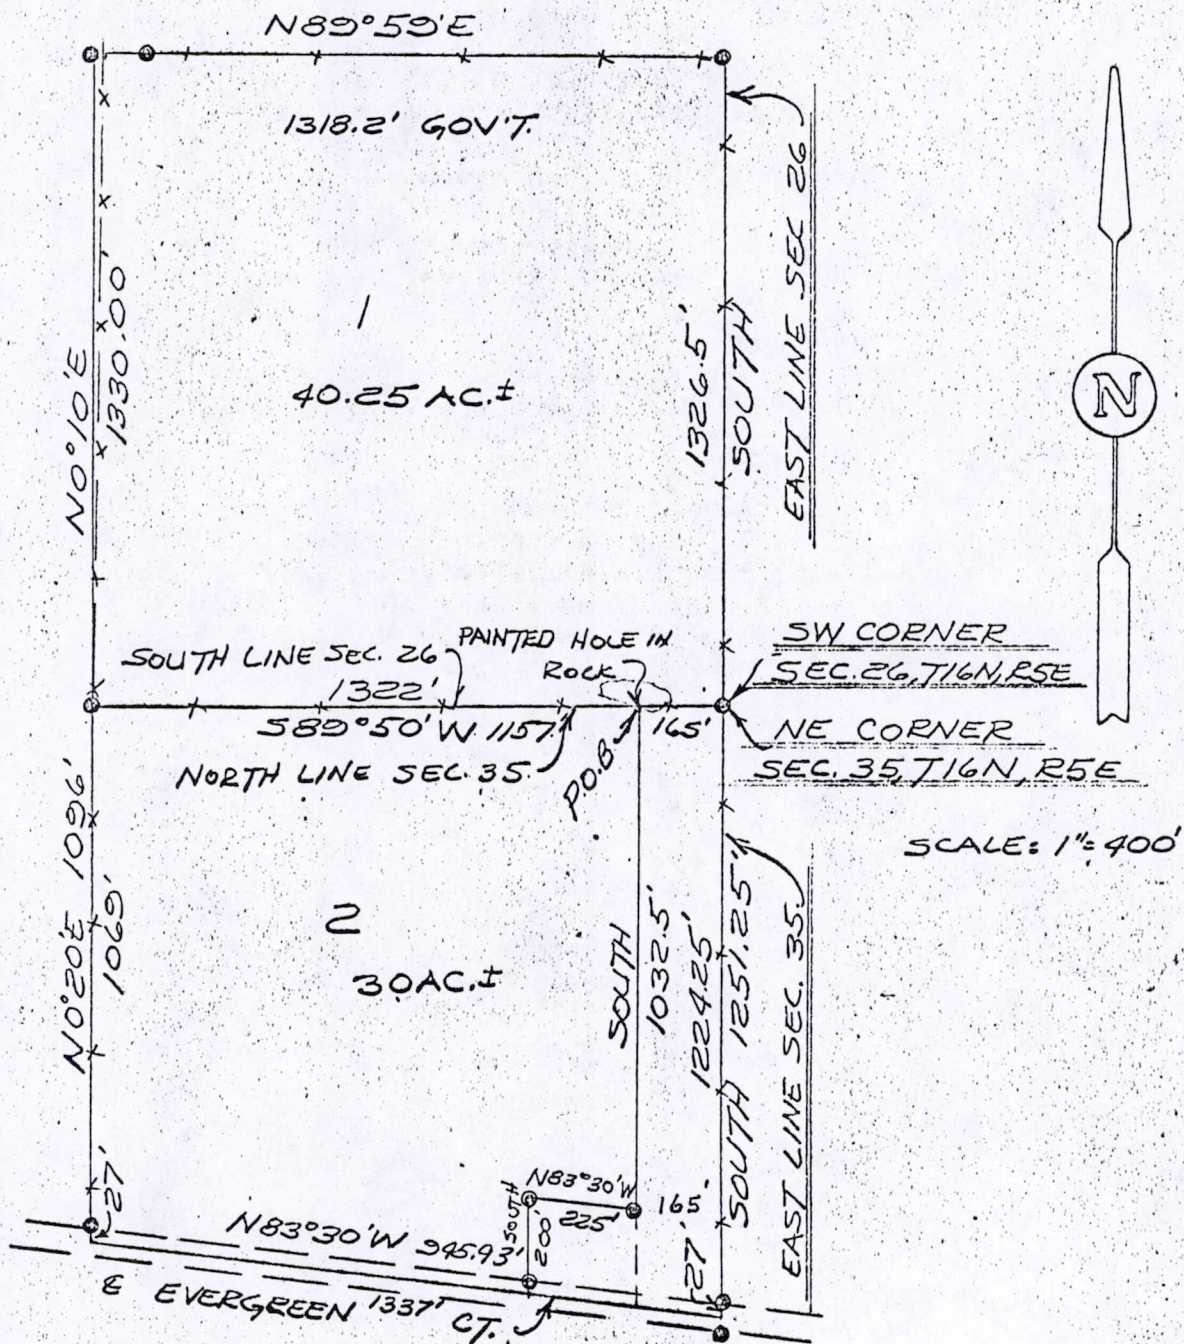 N89°59'E
1318.2' GOV'T.
EAST LINE SEC 26
N0°10'E
1330.00'
1
40.25 AC.±
1326.5'
SOUTH
N
SOUTH LINE SEC. 26
1322'
PAINTED HOLE IN
ROCK
SW CORNER
SEC. 26, T16N, R5E
S89°50'W 1157'
165'
NE CORNER
SEC. 35, T16N, R5E
NORTH LINE SEC. 35
P.O.B.
SCALE: 1"=400'
N0°20'E 1096'
1069'
2
30 AC.±
SOUTH
1032.5'
1224.25'
SOUTH 1251.25'
EAST LINE SEC. 35
N83°30'W
225'
165'
SOUTH
200'
27'
27'
N83°30'W 945.93'
1337'
℄ EVERGREEN CT.